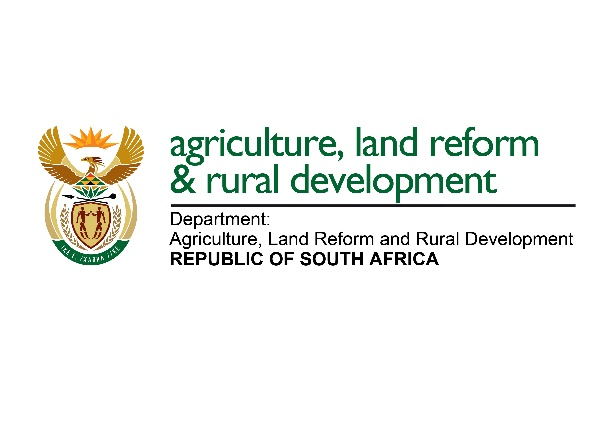 agriculture, land reform
& rural development
Department:
Agriculture, Land Reform and Rural Development
REPUBLIC OF SOUTH AFRICA